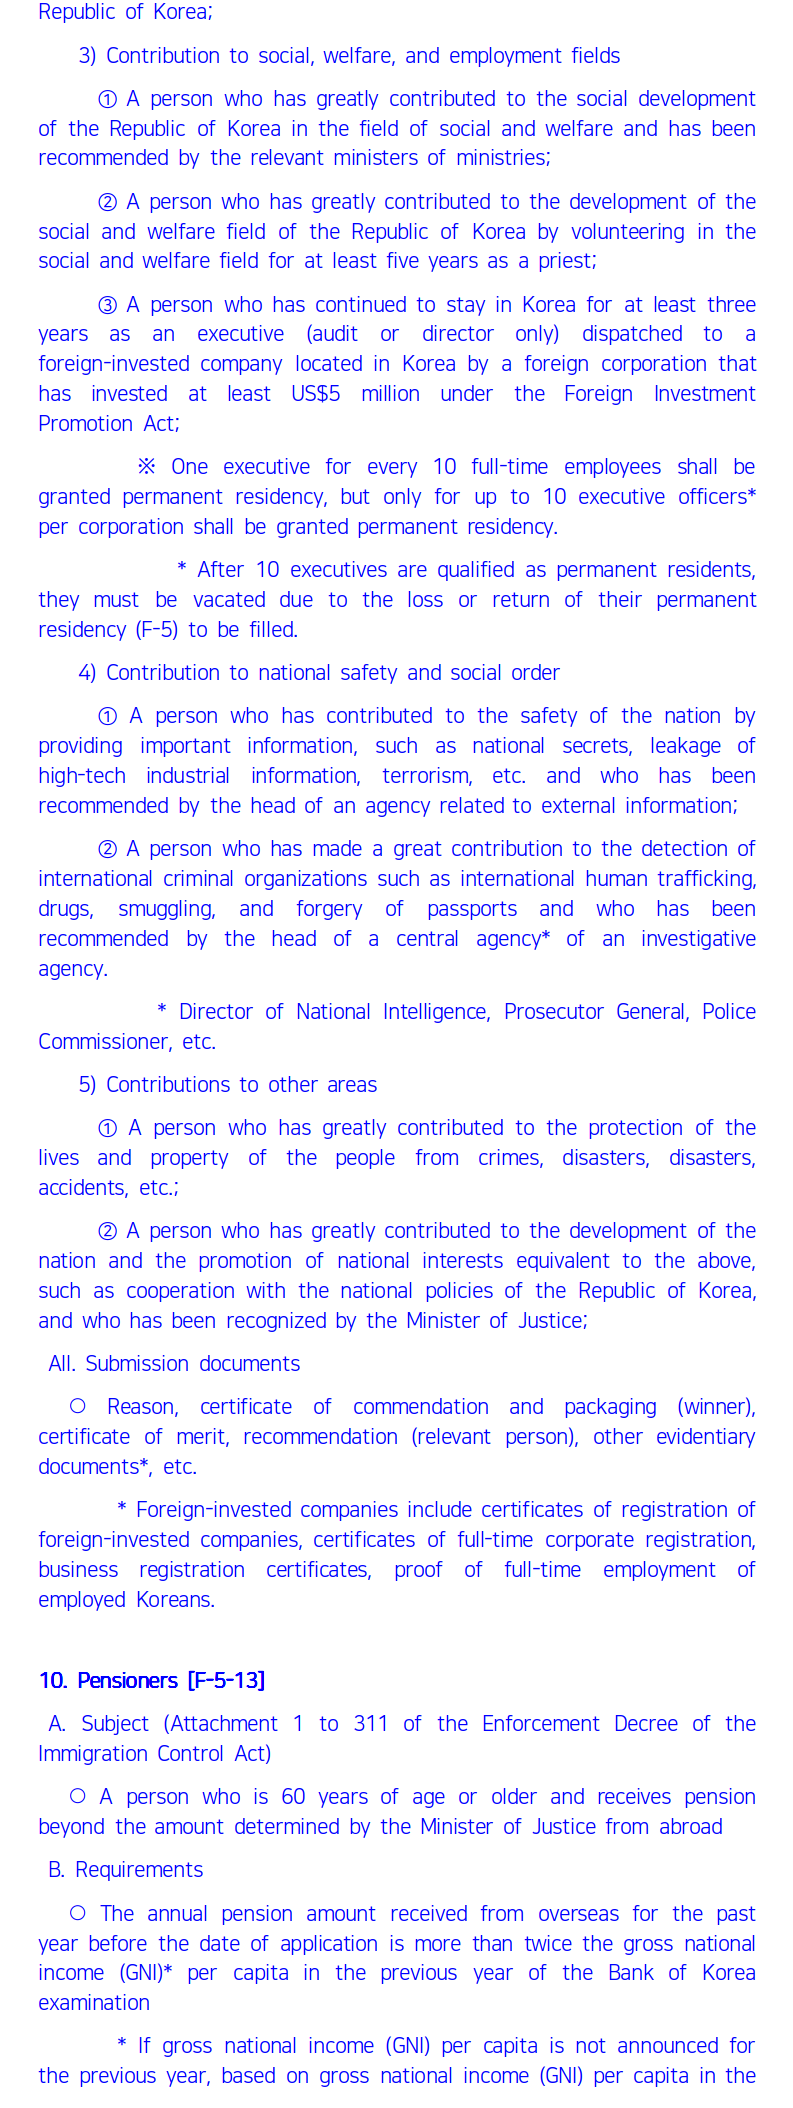 Republic of Korea;
3) Contribution to social, welfare, and employment fields
① A person who has greatly contributed to the social development
of the Republic of Korea in the field of social and welfare and has been
recommended by the relevant ministers of ministries;
② A person who has greatly contributed to the development of the
social and welfare field of the Republic of Korea by volunteering in the
social and welfare field for at least five years as a priest;
③ A person who has continued to stay in Korea for at least three
years as an executive (audit or director only) dispatched to a
foreign-invested company located in Korea by a foreign corporation that
has invested at least US$5 million under the Foreign Investment
Promotion Act;
※ One executive for every 10 full-time employees shall be
granted permanent residency, but only for up to 10 executive officers*
per corporation shall be granted permanent residency.
* After 10 executives are qualified as permanent residents,
they must be vacated due to the loss or return of their permanent
residency (F-5) to be filled.
4) Contribution to national safety and social order
① A person who has contributed to the safety of the nation by
providing important information, such as national secrets, leakage of
high-tech industrial information, terrorism, etc. and who has been
recommended by the head of an agency related to external information;
② A person who has made a great contribution to the detection of
international criminal organizations such as international human trafficking,
drugs, smuggling, and forgery of passports and who has been
recommended by the head of a central agency* of an investigative
agency.
* Director of National Intelligence, Prosecutor General, Police
Commissioner, etc.
5) Contributions to other areas
① A person who has greatly contributed to the protection of the
lives and property of the people from crimes, disasters, disasters,
accidents, etc.;
② A person who has greatly contributed to the development of the
nation and the promotion of national interests equivalent to the above,
such as cooperation with the national policies of the Republic of Korea,
and who has been recognized by the Minister of Justice;
All. Submission documents
○ Reason, certificate of commendation and packaging (winner),
certificate of merit, recommendation (relevant person), other evidentiary
documents*, etc.
* Foreign-invested companies include certificates of registration of
foreign-invested companies, certificates of full-time corporate registration,
business registration certificates, proof of full-time employment of
employed Koreans.
10. Pensioners [F-5-13]
A. Subject (Attachment 1 to 311 of the Enforcement Decree of the
Immigration Control Act)
○ A person who is 60 years of age or older and receives pension
beyond the amount determined by the Minister of Justice from abroad
B. Requirements
○ The annual pension amount received from overseas for the past
year before the date of application is more than twice the gross national
income (GNI)* per capita in the previous year of the Bank of Korea
examination
* If gross national income (GNI) per capita is not announced for
the previous year, based on gross national income (GNI) per capita in the